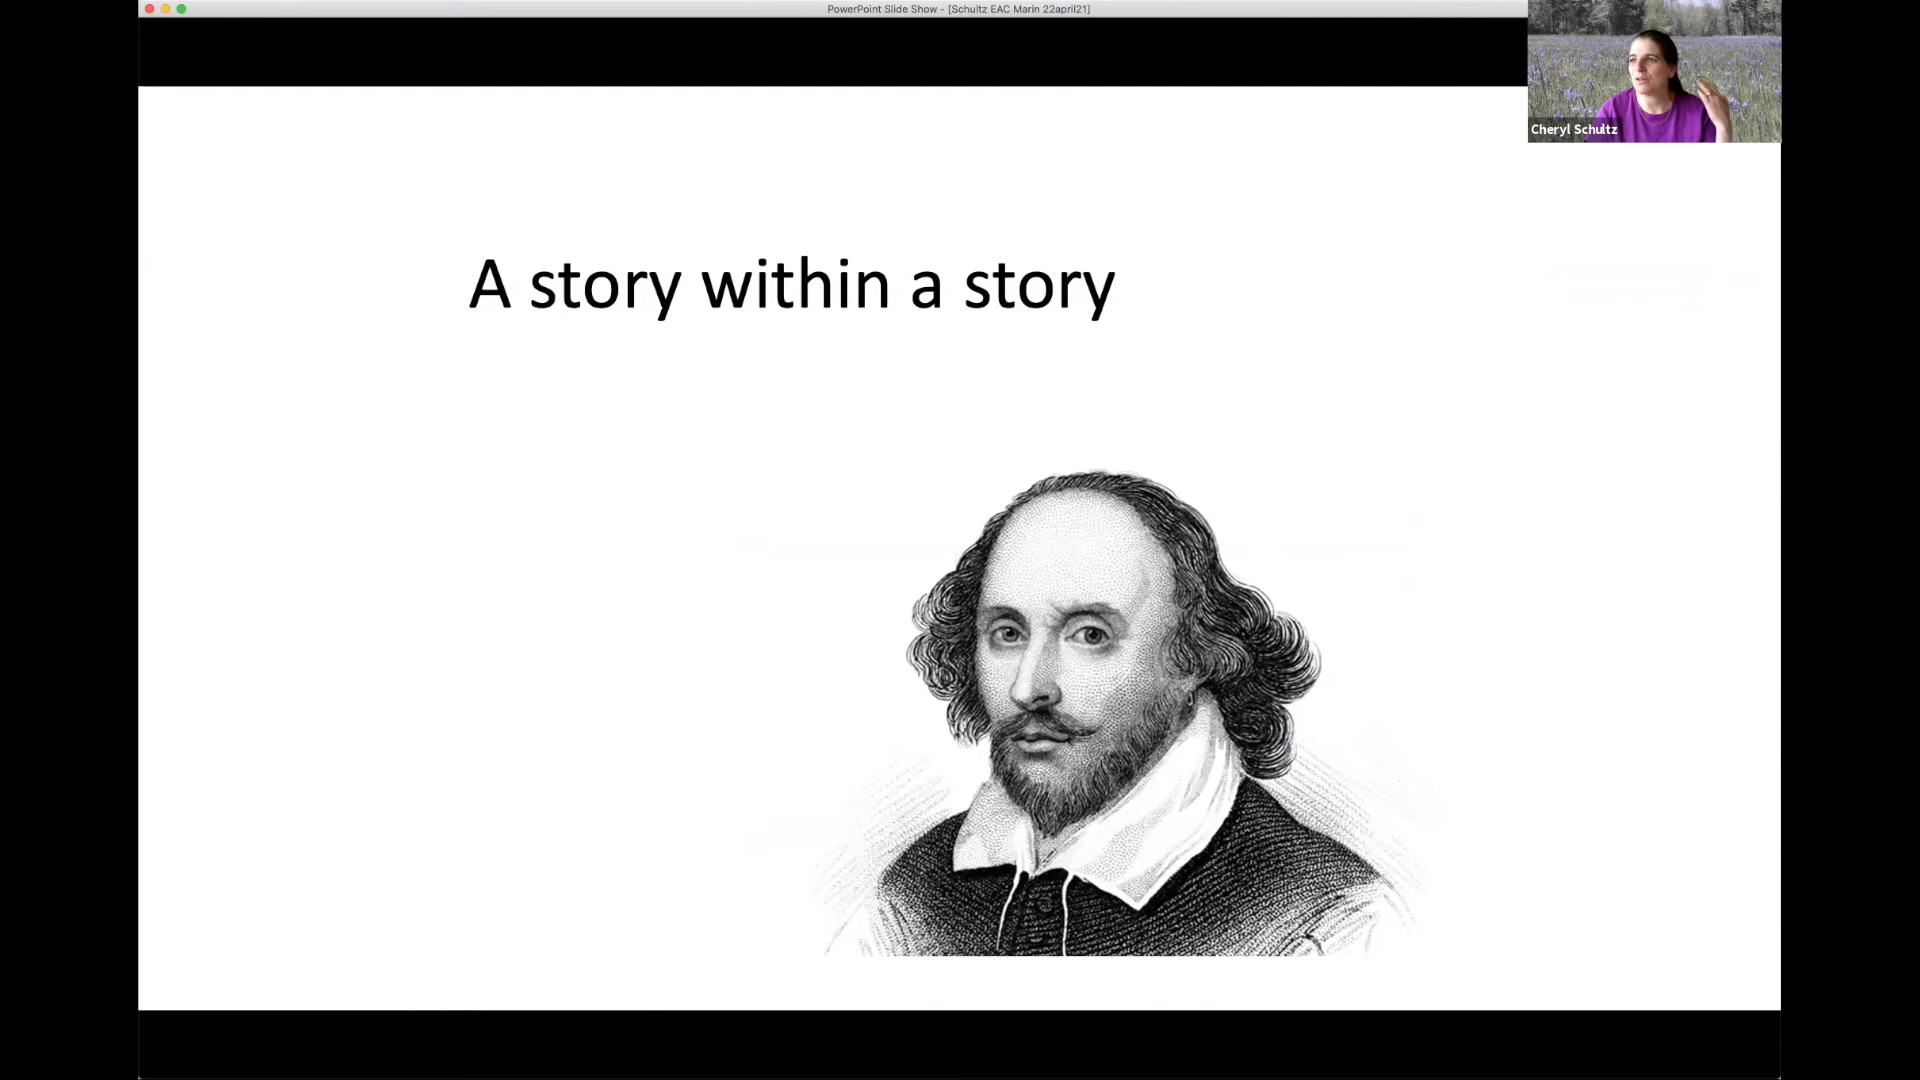 PowerPoint Slide Show - [Schultz EAC Marin 22april21]
Cheryl Schultz
A story within a story